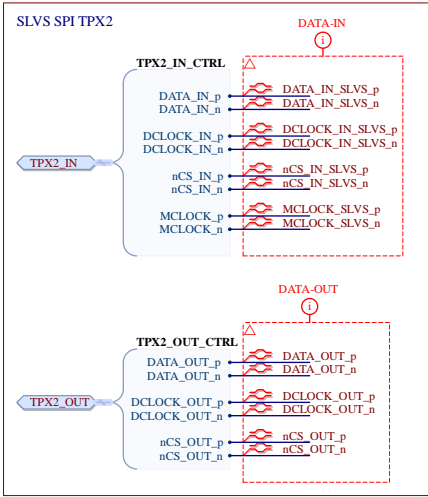 SLVS SPI TPX2
DATA-IN
i
TPX2_IN_CTRL
DATA_IN_p DATA_IN_SLVS_p
DATA_IN_n DATA_IN_SLVS_n
DCLOCK_IN_p DCLOCK_IN_SLVS_p
DCLOCK_IN_n DCLOCK_IN_SLVS_n
TPX2_IN
nCS_IN_p nCS_IN_SLVS_p
nCS_IN_n nCS_IN_SLVS_n
MCLOCK_p MCLOCK_SLVS_p
MCLOCK_n MCLOCK_SLVS_n
DATA-OUT
i
TPX2_OUT_CTRL
DATA_OUT_p DATA_OUT_p
DATA_OUT_n DATA_OUT_n
TPX2_OUT
DCLOCK_OUT_p DCLOCK_OUT_p
DCLOCK_OUT_n DCLOCK_OUT_n
nCS_OUT_p nCS_OUT_p
nCS_OUT_n nCS_OUT_n